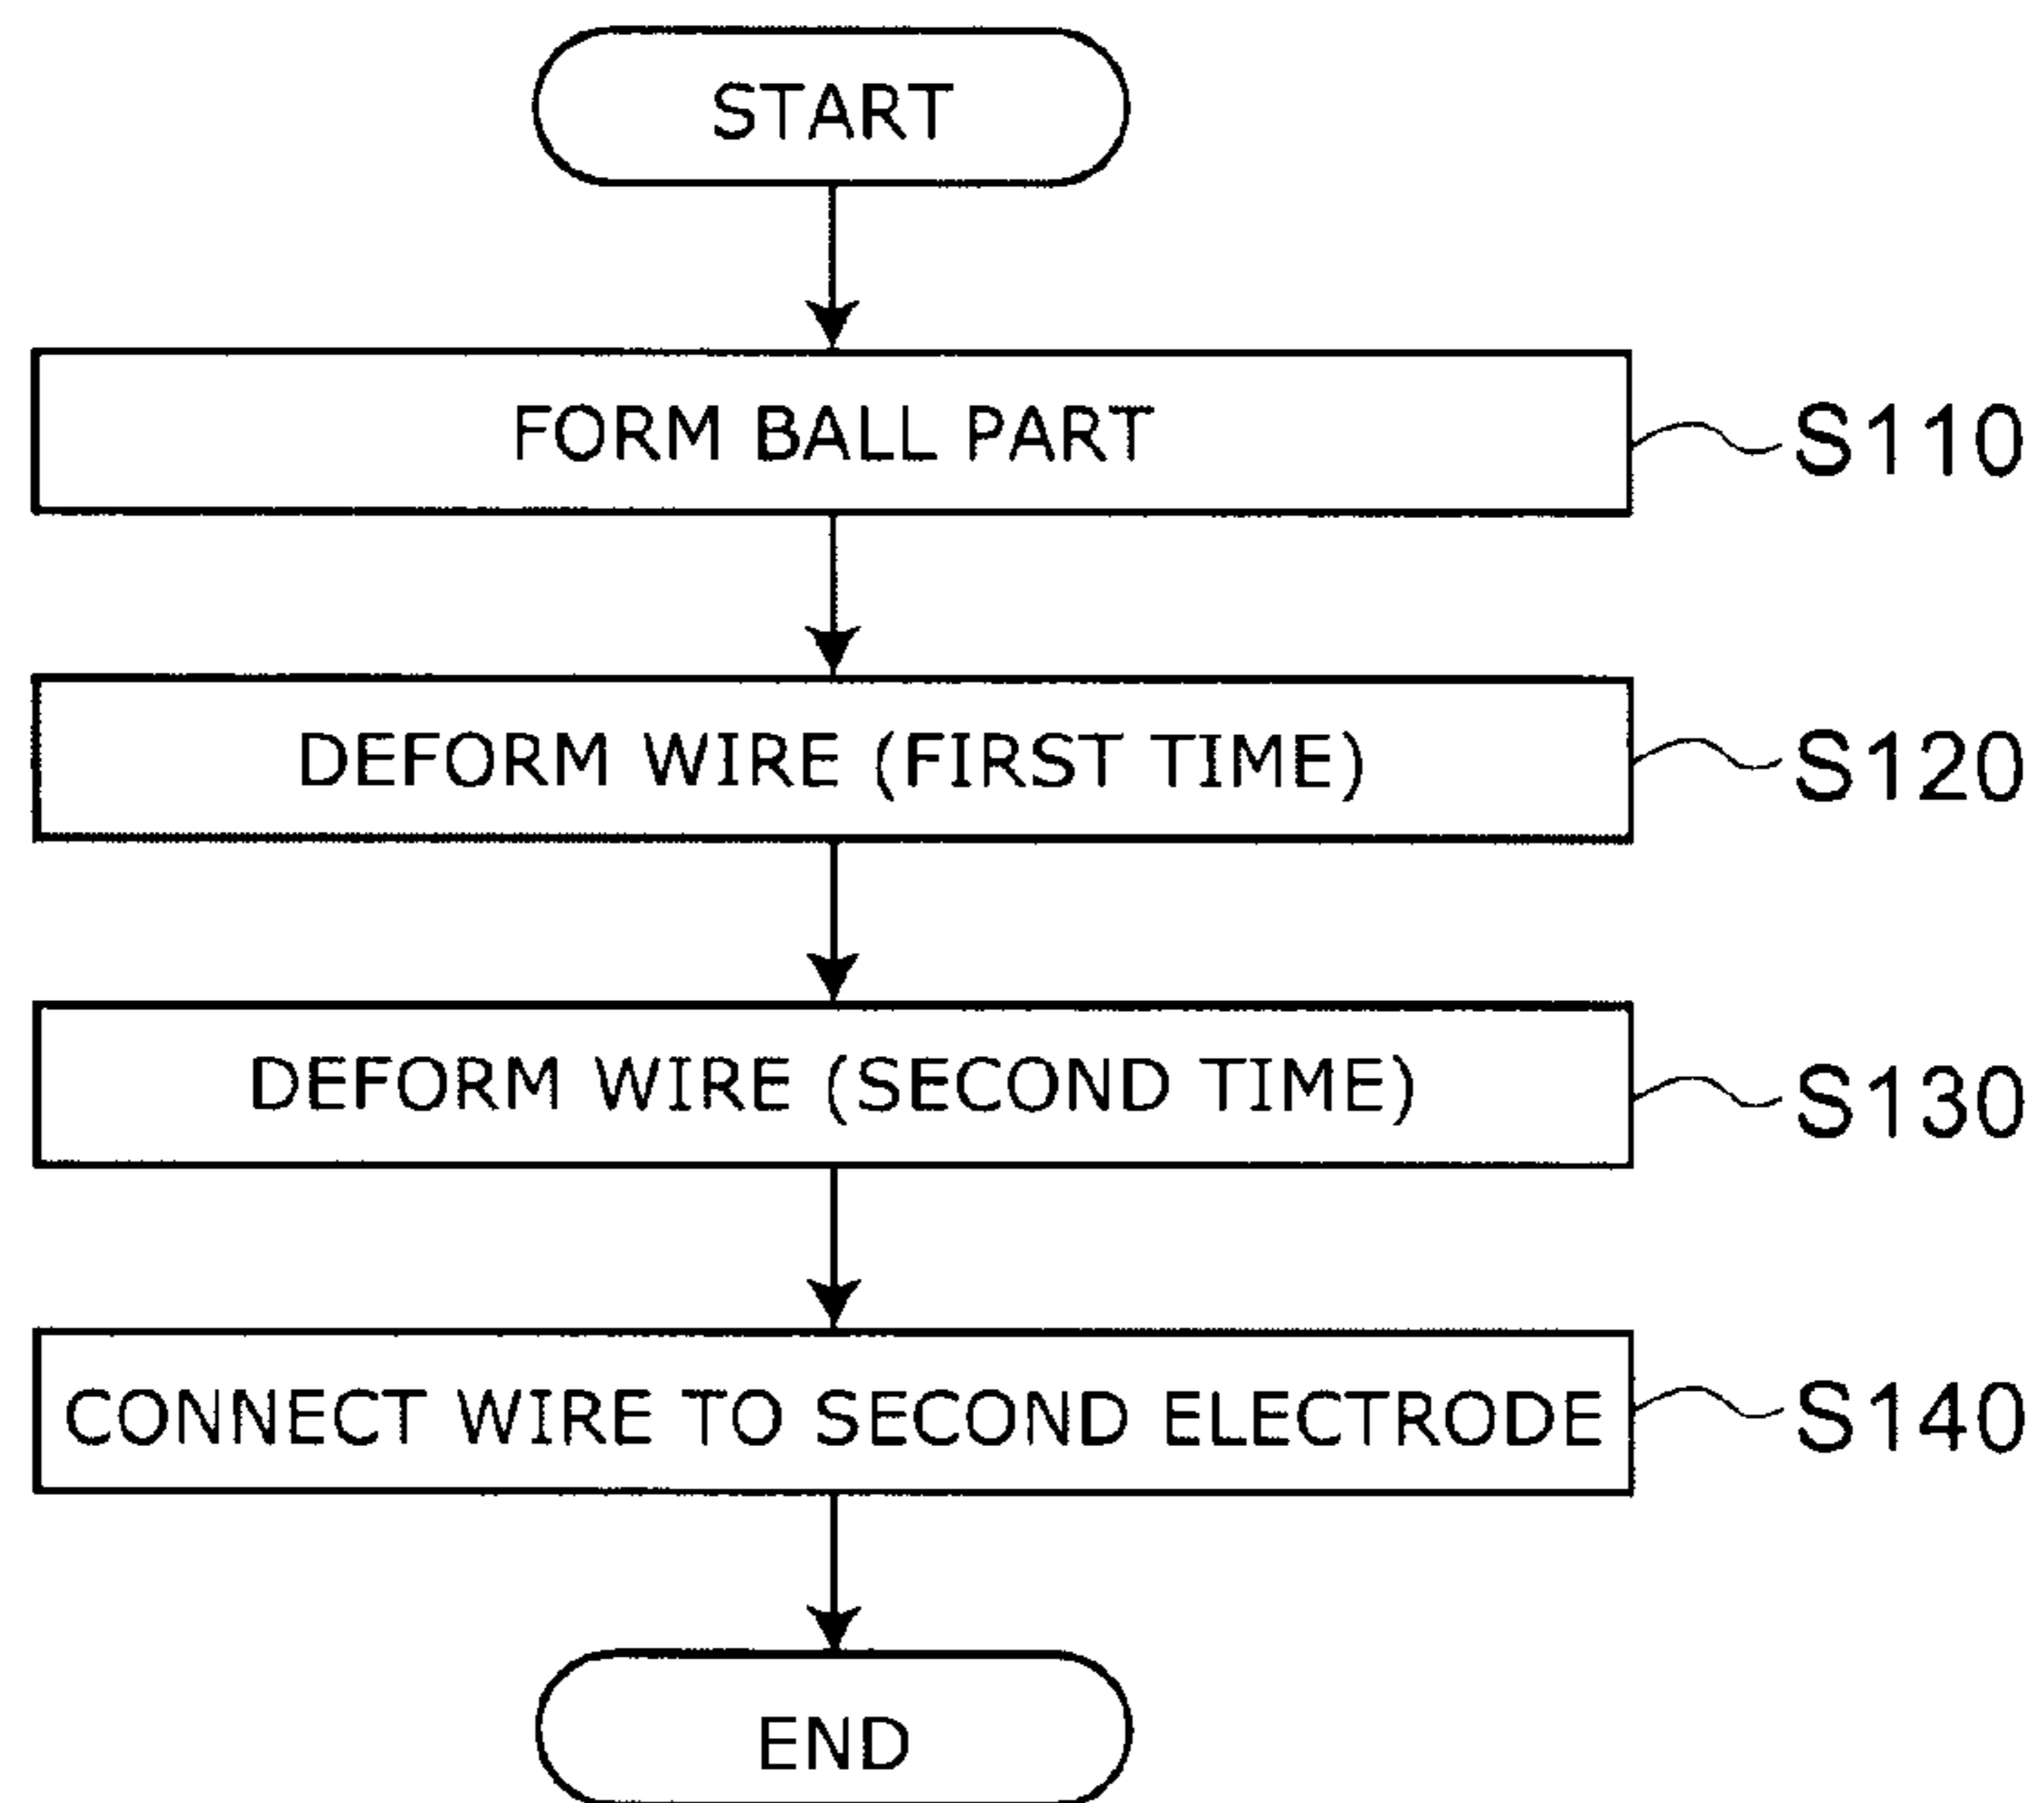 START
FORM BALL PART S110
DEFORM WIRE (FIRST TIME) S120
DEFORM WIRE (SECOND TIME) S130
CONNECT WIRE TO SECOND ELECTRODE S140
END